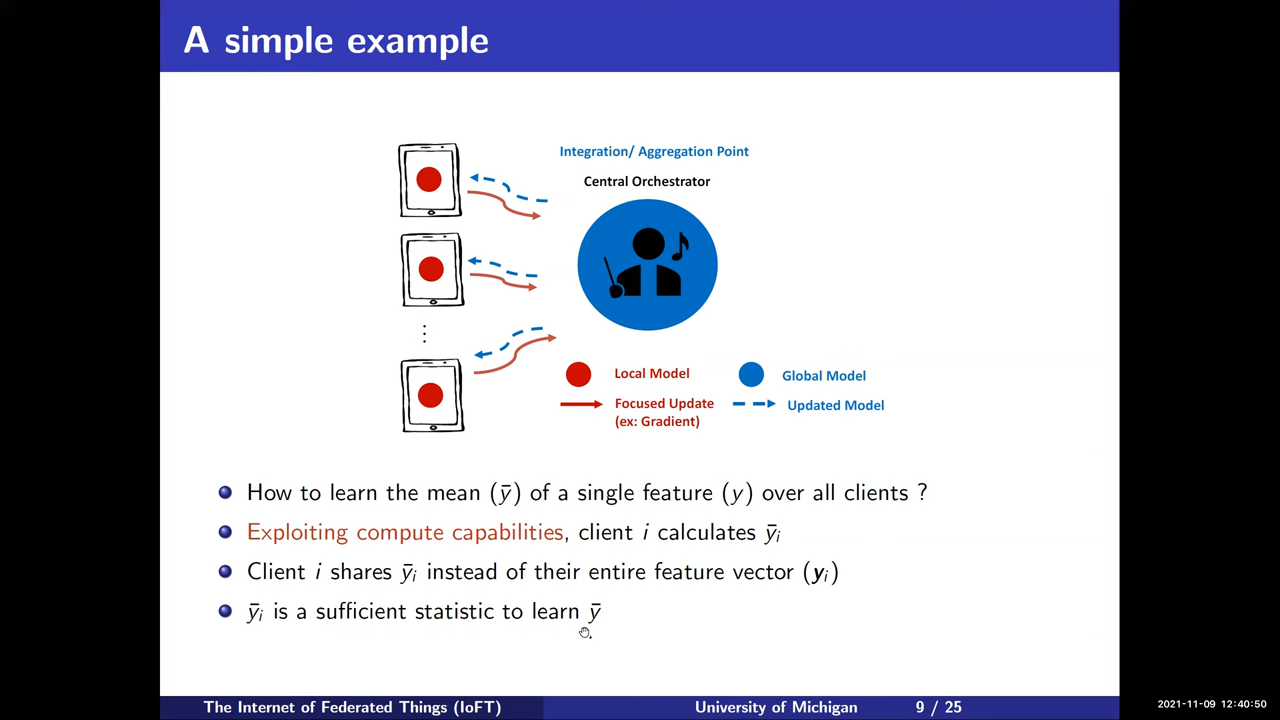 A simple example
Integration/ Aggregation Point
Central Orchestrator
Local Model
Global Model
Focused Update
(ex: Gradient)
Updated Model
How to learn the mean (ȳ) of a single feature (y) over all clients ?
Exploiting compute capabilities, client i calculates ȳᵢ
Client i shares ȳᵢ instead of their entire feature vector (yᵢ)
ȳᵢ is a sufficient statistic to learn ȳ
The Internet of Federated Things (IoFT)
University of Michigan
9 / 25
2021-11-09 12:40:50